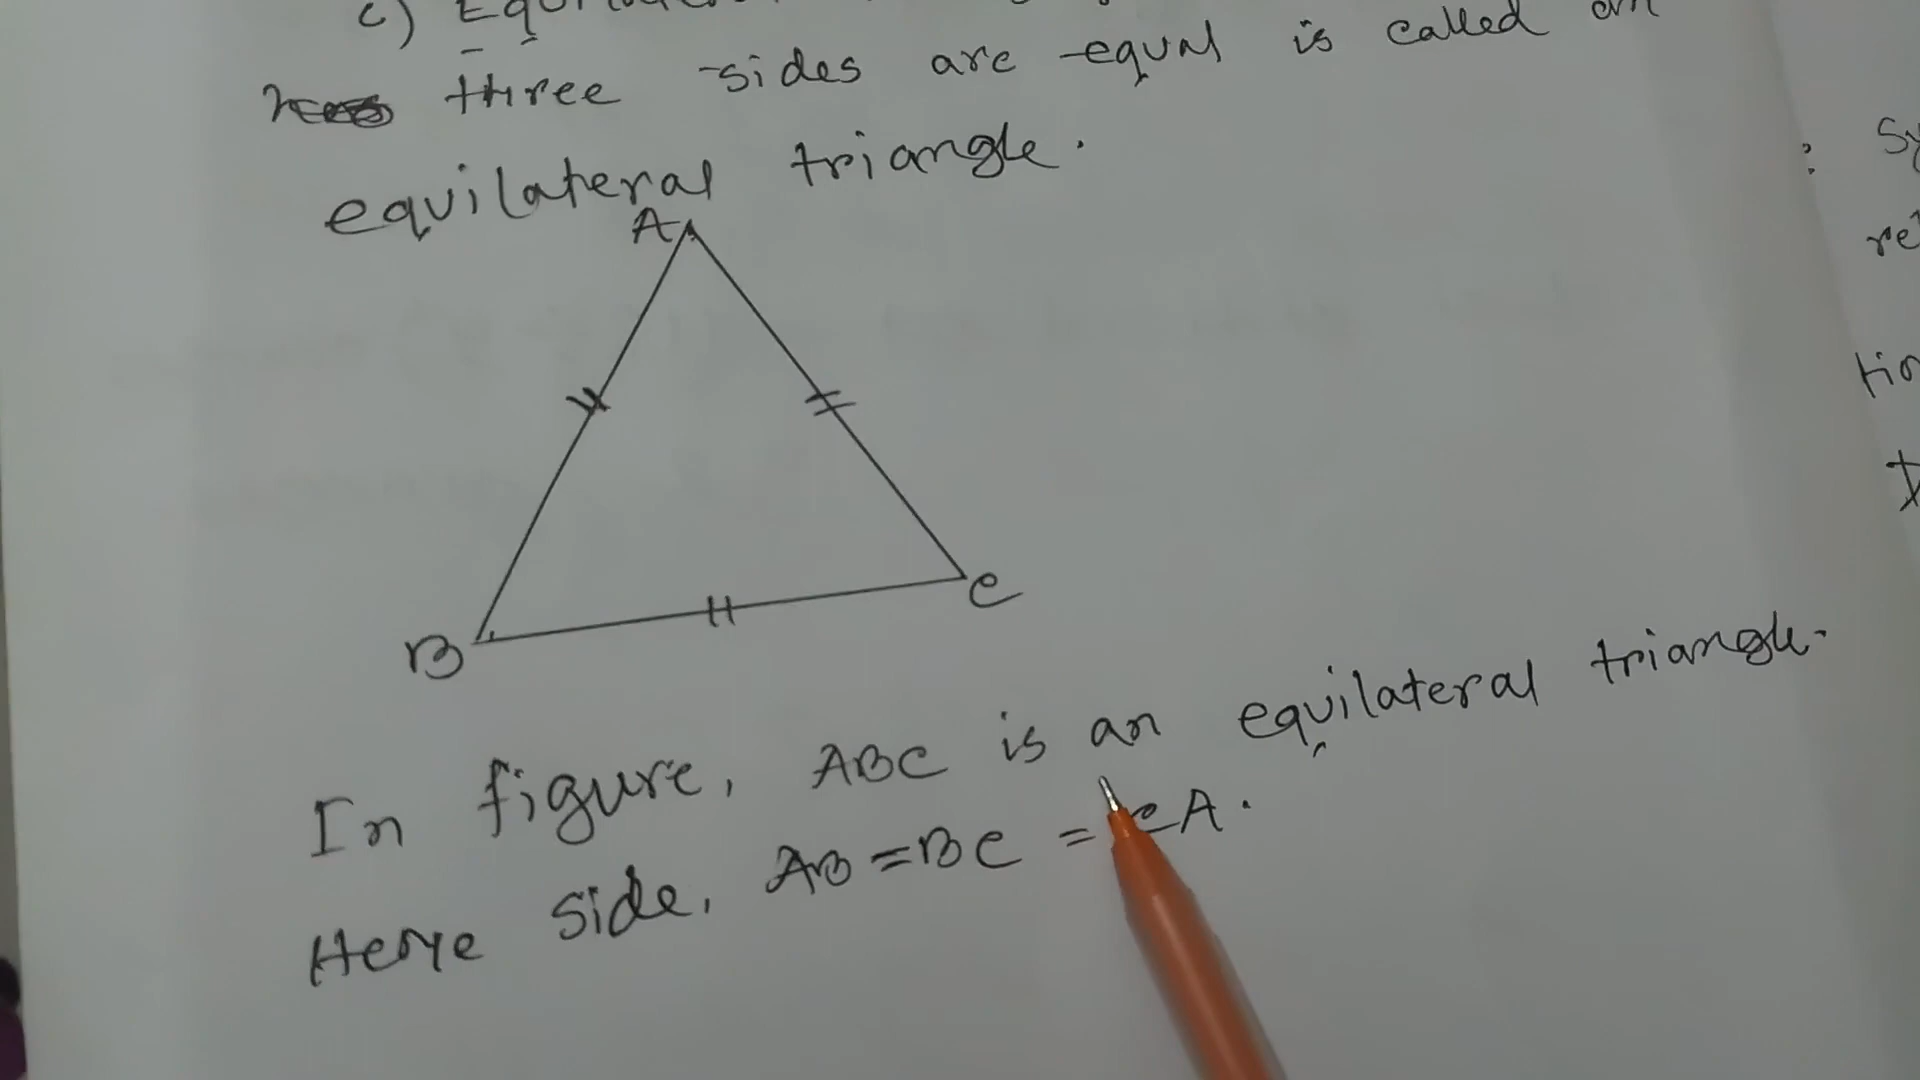 c)
three sides are equal is called an
equilateral triangle.
A
B
C
In figure, ABC is an equilateral triangle.
Here side, AB = BC = CA.